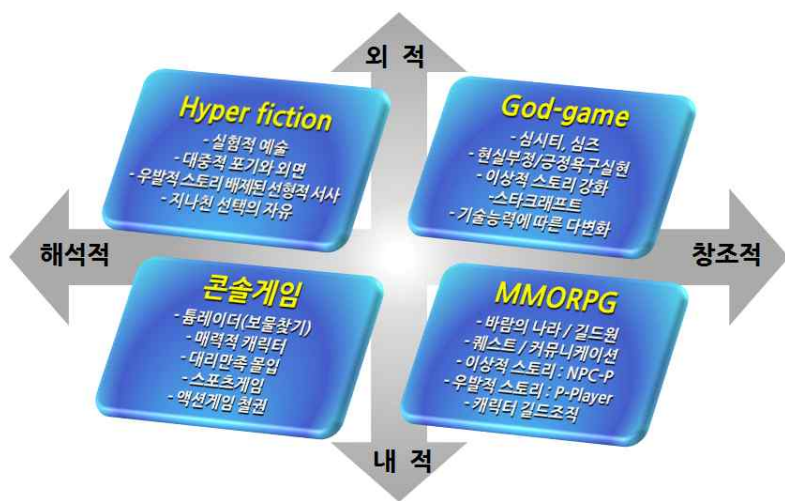 외 적
Hyper fiction
- 실험적 예술
- 대중적 포기와 외면
- 우발적 스토리 배제된 선형적 서사
- 지나친 선택의 자유
God-game
- 심시티, 심즈
- 현실부정/긍정욕구실현
- 이상적 스토리 강화
-스타크래프트
- 기술능력에 따른 다변화
해석적
창조적
콘솔게임
- 툼레이더(보물찾기)
- 매력적 캐릭터
- 대리만족 몰입
- 스포츠게임
- 액션게임 철권
MMORPG
- 바람의 나라 / 길드원
- 퀘스트 / 커뮤니케이션
- 이상적 스토리 : NPC-P
- 우발적 스토리 : P-Player
- 캐릭터 길드조직
내 적